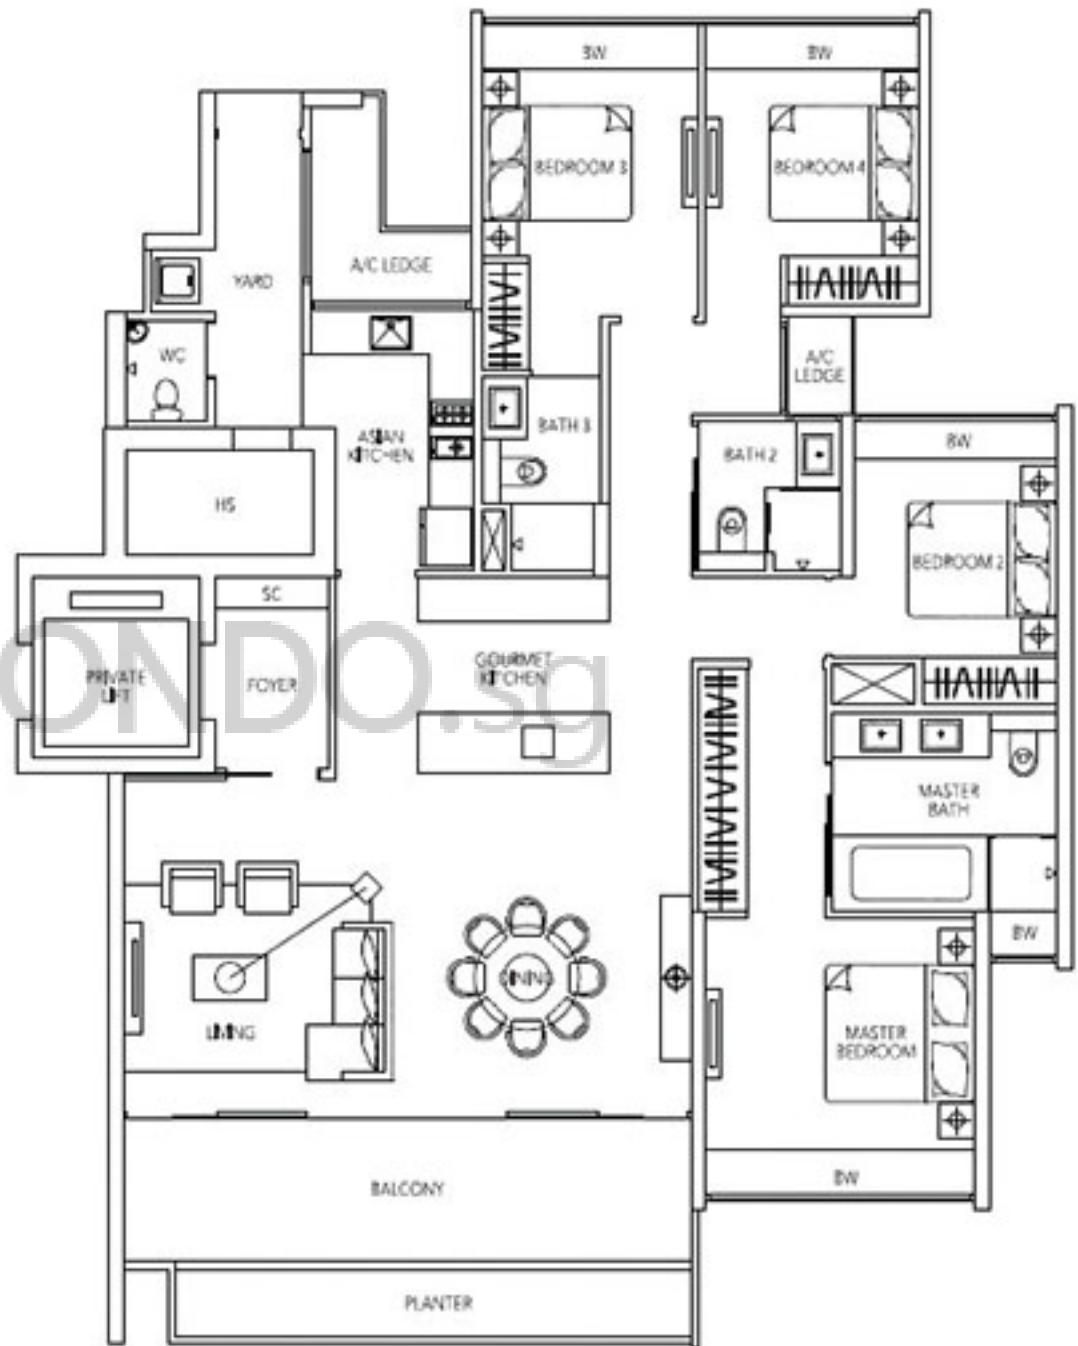 BW
BW
BEDROOM 3
BEDROOM 4
A/C LEDGE
YARD
WC
A/C
LEDGE
BATH 3
ASIAN
KITCHEN
BATH 2
BW
HS
BEDROOM 2
SC
GOURMET
KITCHEN
PRIVATE
LIFT
FOYER
ONDO.sg
MASTER
BATH
BW
DINING
LIVING
MASTER
BEDROOM
BW
BALCONY
PLANTER